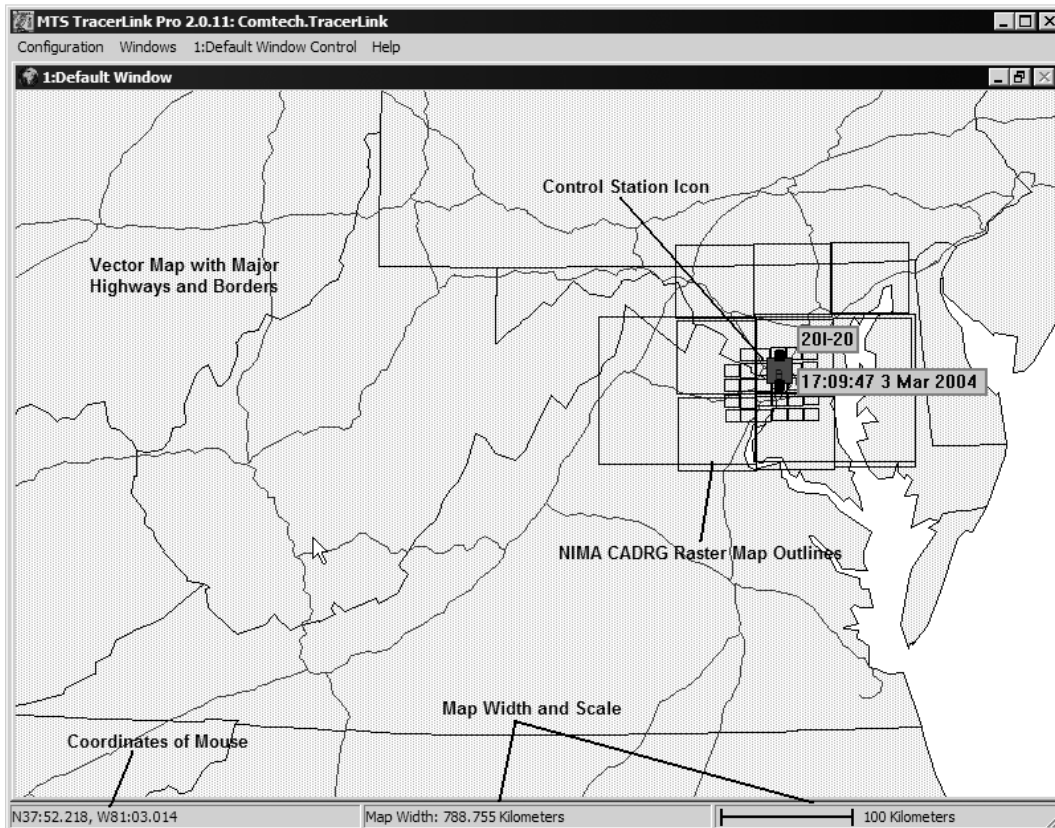 MTS TracerLink Pro 2.0.11: Comtech.TracerLink
Configuration Windows 1:Default Window Control Help
1:Default Window
Control Station Icon
Vector Map with Major
Highways and Borders
20I-20
17:09:47 3 Mar 2004
NIMA CADRG Raster Map Outlines
Map Width and Scale
Coordinates of Mouse
N37:52.218, W81:03.014
Map Width: 788.755 Kilometers
100 Kilometers